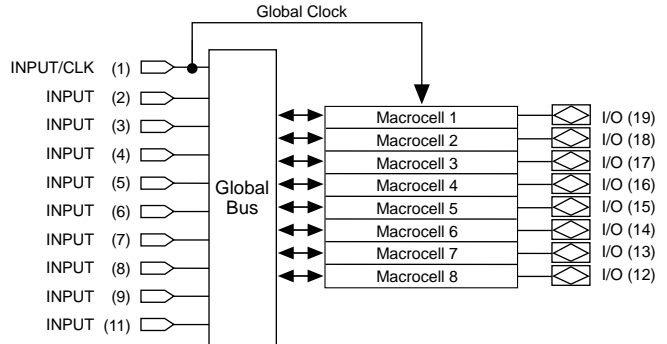 Global Clock
INPUT/CLK (1)
INPUT (2)
INPUT (3)
INPUT (4)
INPUT (5)
INPUT (6)
INPUT (7)
INPUT (8)
INPUT (9)
INPUT (11)
Global
Bus
Macrocell 1
Macrocell 2
Macrocell 3
Macrocell 4
Macrocell 5
Macrocell 6
Macrocell 7
Macrocell 8
I/O (19)
I/O (18)
I/O (17)
I/O (16)
I/O (15)
I/O (14)
I/O (13)
I/O (12)